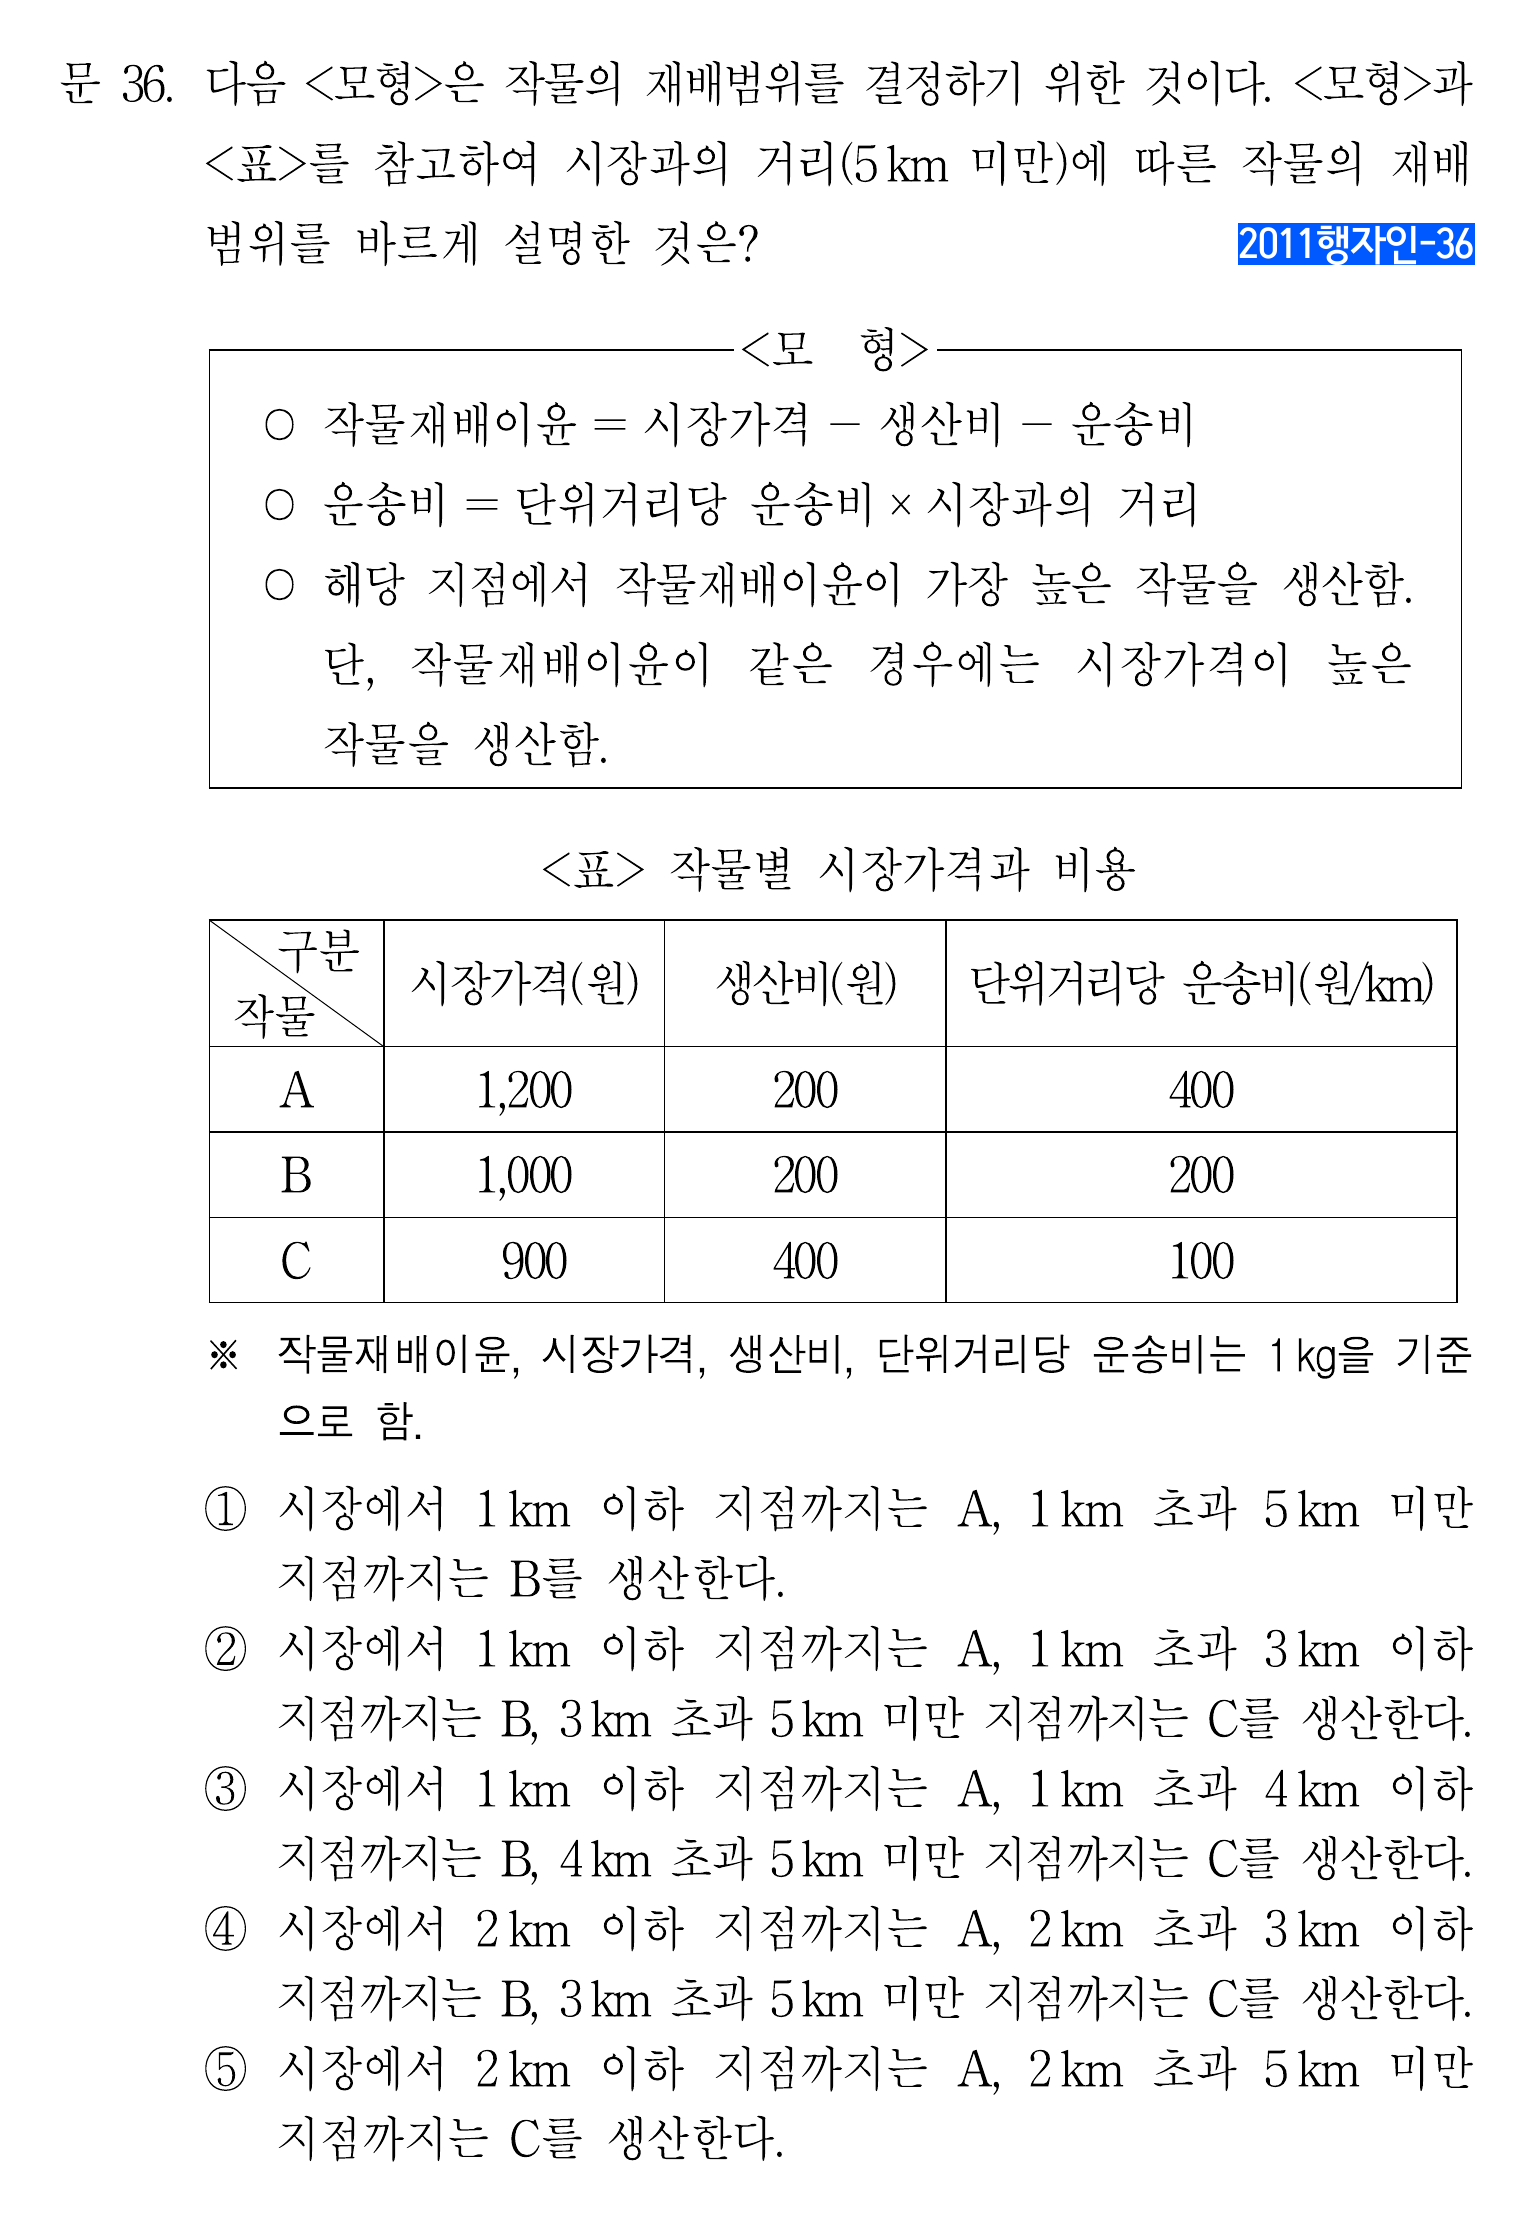 문 36. 다음 <모형>은 작물의 재배범위를 결정하기 위한 것이다. <모형>과
<표>를 참고하여 시장과의 거리(5 km 미만)에 따른 작물의 재배
범위를 바르게 설명한 것은?
2011행자인-36
<모 형>
○ 작물재배이윤 = 시장가격 - 생산비 - 운송비
○ 운송비 = 단위거리당 운송비 × 시장과의 거리
○ 해당 지점에서 작물재배이윤이 가장 높은 작물을 생산함.
단, 작물재배이윤이 같은 경우에는 시장가격이 높은
작물을 생산함.
<표> 작물별 시장가격과 비용
구분
작물
시장가격(원) 생산비(원) 단위거리당 운송비(원/km)
A 1,200 200 400
B 1,000 200 200
C 900 400 100
※ 작물재배이윤, 시장가격, 생산비, 단위거리당 운송비는 1 kg을 기준
으로 함.
① 시장에서 1 km 이하 지점까지는 A, 1 km 초과 5 km 미만
지점까지는 B를 생산한다.
② 시장에서 1 km 이하 지점까지는 A, 1 km 초과 3 km 이하
지점까지는 B, 3 km 초과 5 km 미만 지점까지는 C를 생산한다.
③ 시장에서 1 km 이하 지점까지는 A, 1 km 초과 4 km 이하
지점까지는 B, 4 km 초과 5 km 미만 지점까지는 C를 생산한다.
④ 시장에서 2 km 이하 지점까지는 A, 2 km 초과 3 km 이하
지점까지는 B, 3 km 초과 5 km 미만 지점까지는 C를 생산한다.
⑤ 시장에서 2 km 이하 지점까지는 A, 2 km 초과 5 km 미만
지점까지는 C를 생산한다.